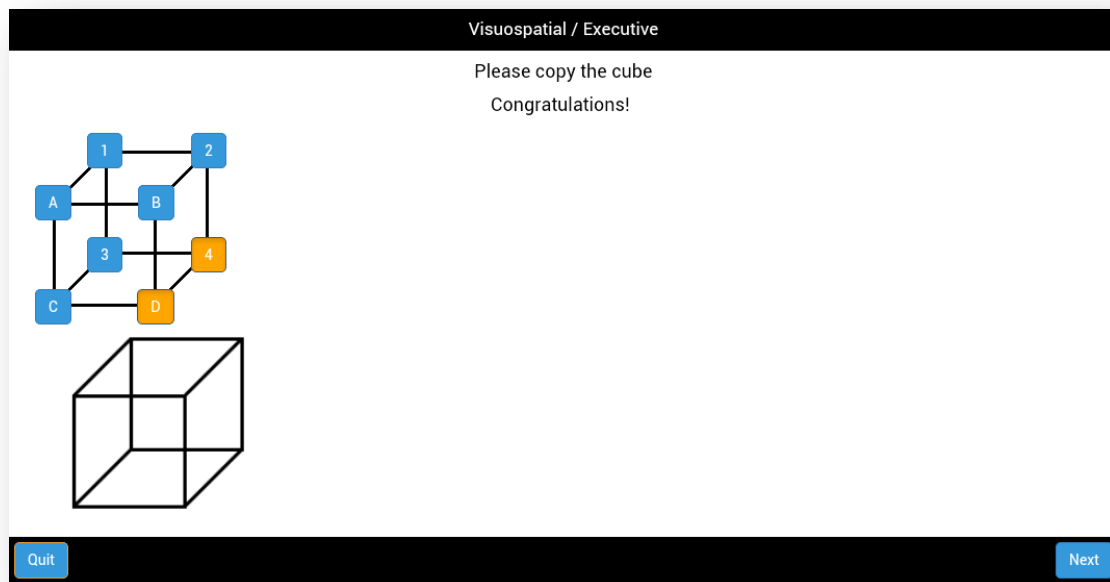 Visuospatial / Executive
Please copy the cube
Congratulations!
1 2
A B
3 4
C D
Quit Next